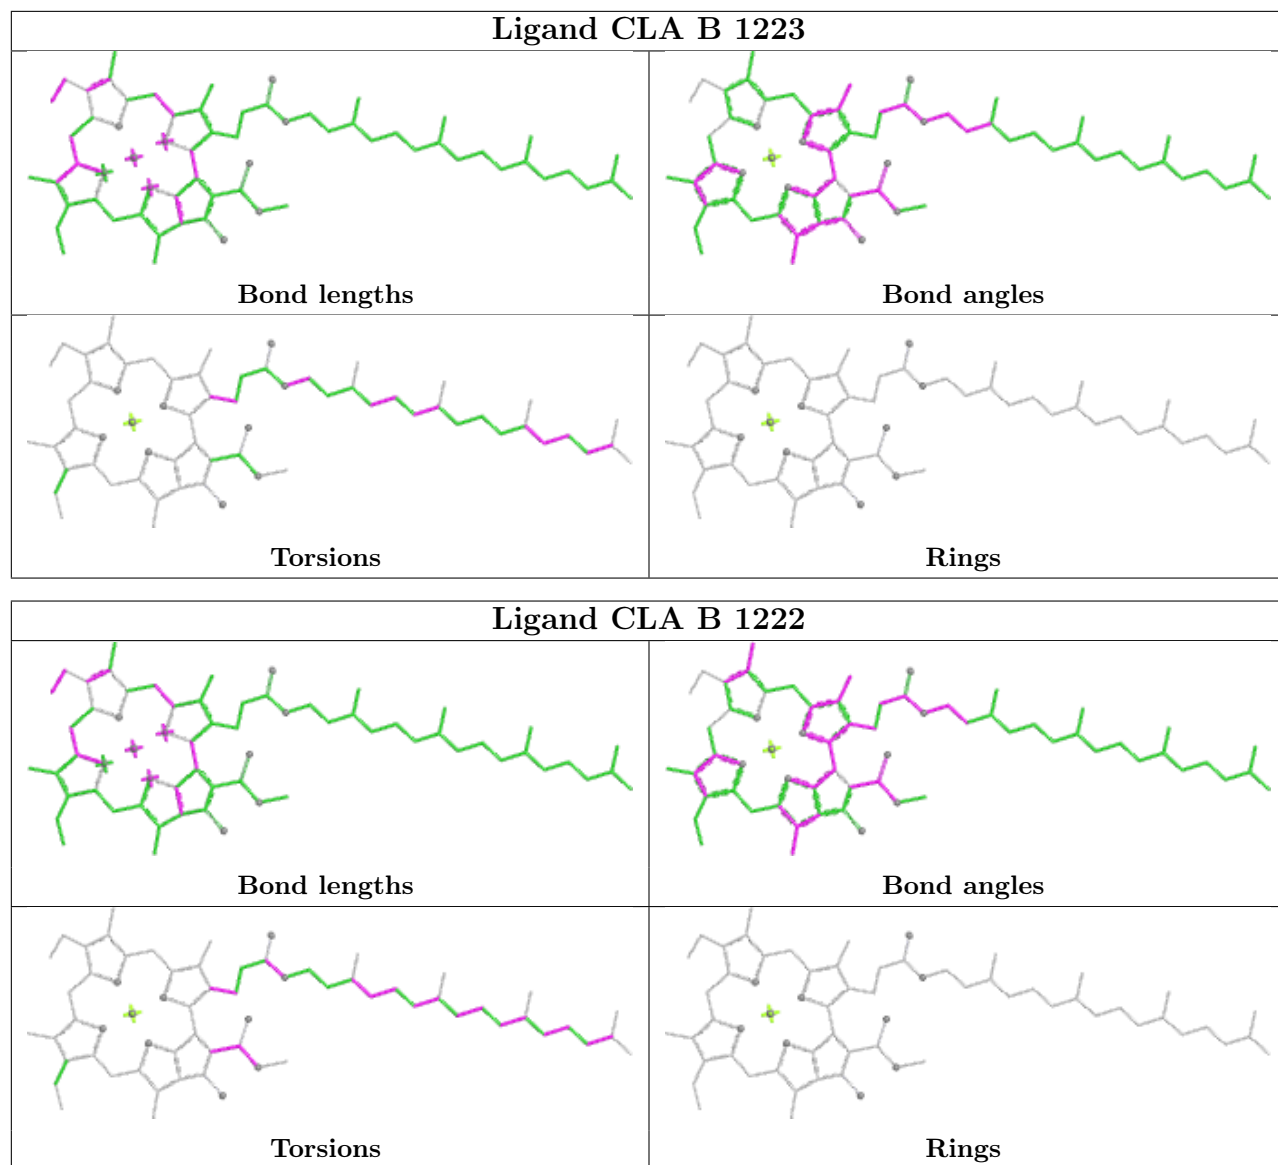 Ligand CLA B 1223
Bond lengths
Bond angles
Torsions
Rings
Ligand CLA B 1222
Bond lengths
Bond angles
Torsions
Rings